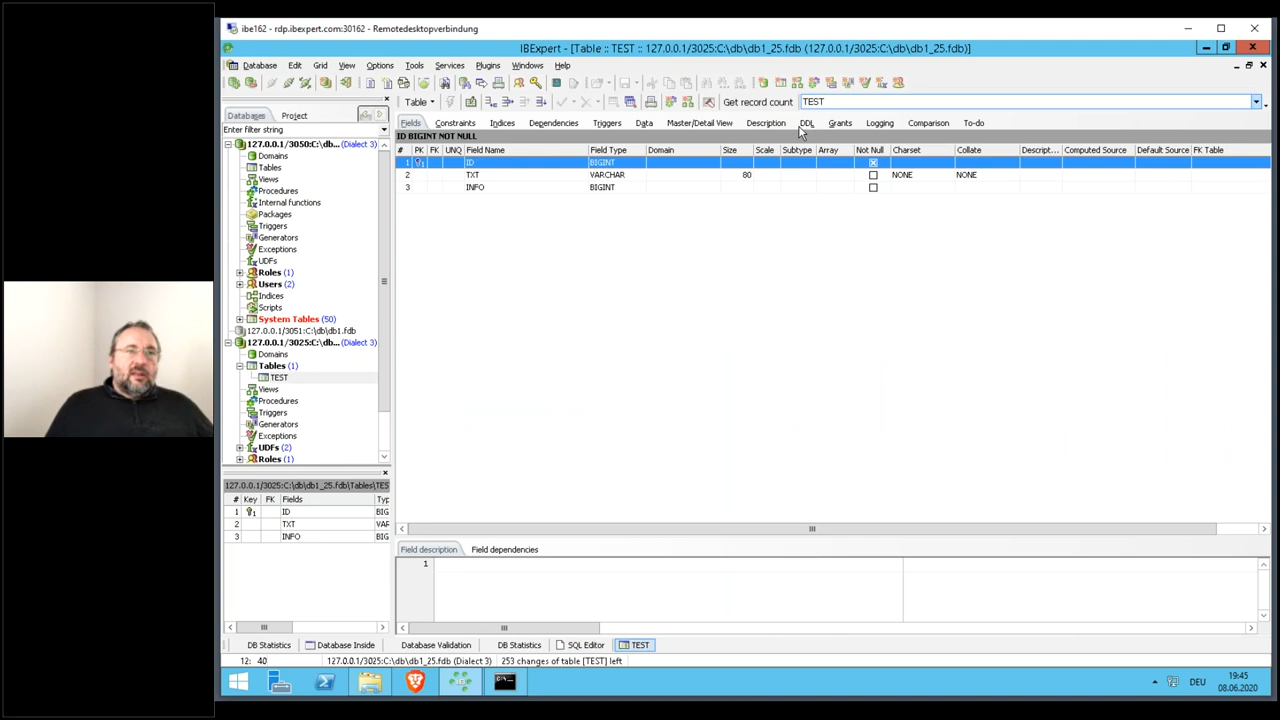 ibe162 - rdp.ibexpert.com:30162 - Remotedesktopverbindung
IBExpert - [Table :: TEST :: 127.0.0.1/3025:C:\db\db1_25.fdb (127.0.0.1/3025:C:\db\db1_25.fdb)]
Database Edit Grid View Options Tools Services Plugins Windows Help
Table Get record count TEST
Databases Project
Fields Constraints Indices Dependencies Triggers Data Master/Detail View Description DDL Grants Logging Comparison To-do
Enter filter string
ID BIGINT NOT NULL
# PK FK UNQ Field Name Field Type Domain Size Scale Subtype Array Not Null Charset Collate Descript... Computed Source Default Source FK Table
1 ID BIGINT
2 TXT VARCHAR 80 NONE NONE
3 INFO BIGINT
127.0.0.1/3050:C:\db... (Dialect 3)
Domains
Tables
Views
Procedures
Internal functions
Packages
Triggers
Generators
Exceptions
UDFs
Roles (1)
Users (2)
Indices
Scripts
System Tables (50)
127.0.0.1/3051:C:\db\db1.fdb
127.0.0.1/3025:C:\db... (Dialect 3)
Domains
Tables (1)
TEST
Views
Procedures
Triggers
Generators
Exceptions
UDFs (2)
Roles (1)
127.0.0.1/3025:C:\db\db1_25.fdb\Tables\TES
# Key FK Fields Typ
1 ID BIG
2 TXT VAR
3 INFO BIG
Field description Field dependencies
1
DB Statistics Database Inside Database Validation DB Statistics SQL Editor TEST
12: 40 127.0.0.1/3025:C:\db\db1_25.fdb (Dialect 3) 253 changes of table [TEST] left
DEU 19:45
08.06.2020